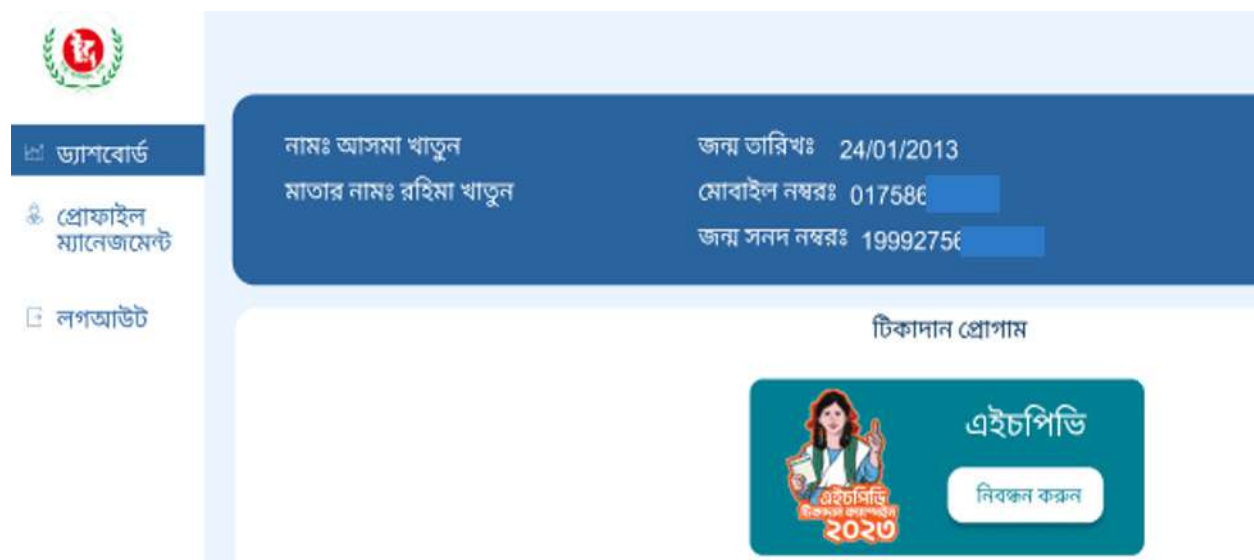 ড্যাশবোর্ড
প্রোফাইল
ম্যানেজমেন্ট
লগআউট
নামঃ আসমা খাতুন
মাতার নামঃ রহিমা খাতুন
জন্ম তারিখঃ 24/01/2013
মোবাইল নম্বরঃ 017586
জন্ম সনদ নম্বরঃ 19992756
টিকাদান প্রোগাম
এইচপিভি
টিকাদান ক্যাম্পেইন
২০২৩
এইচপিভি
নিবন্ধন করুন